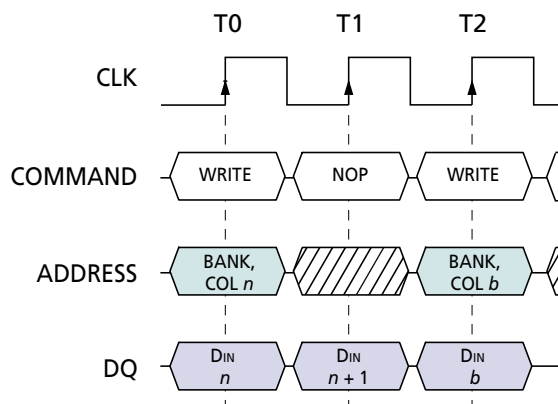 T0 T1 T2
CLK
COMMAND WRITE NOP WRITE
ADDRESS BANK, COL n BANK, COL b
DQ DIN n DIN n + 1 DIN b